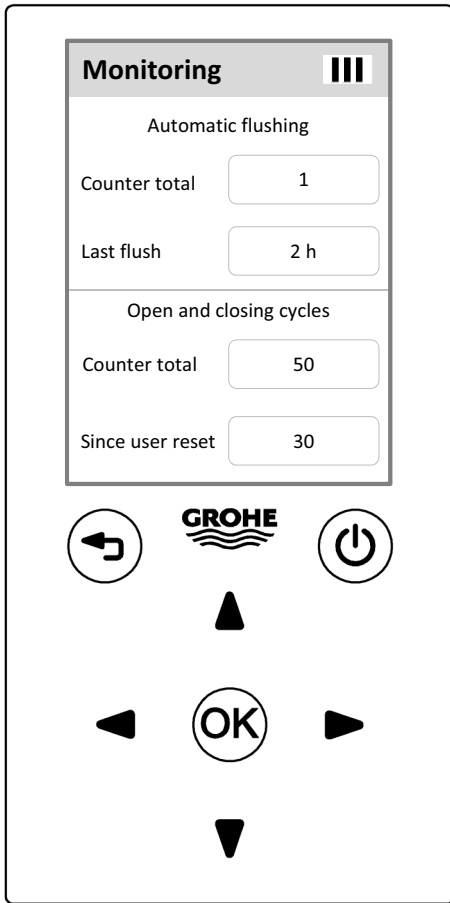 Monitoring
Automatic flushing
Counter total 1
Last flush 2 h
Open and closing cycles
Counter total 50
Since user reset 30
GROHE
OK